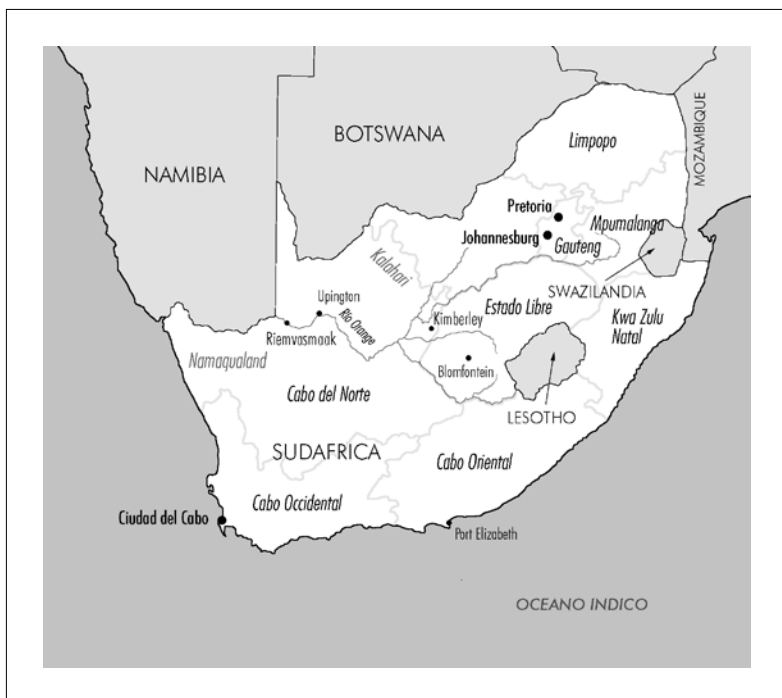 BOTSWANA
NAMIBIA
MOZAMBIQUE
Limpopo
Pretoria
Mpumalanga
Johannesburg
Gauteng
Kalahari
SWAZILANDIA
Upington
Estado Libre
Rio Orange
Kimberley
Kwa Zulu
Natal
Riemvasmaak
Namaqualand
Blomfontein
Cabo del Norte
LESOTHO
SUDAFRICA
Cabo Oriental
Cabo Occidental
Ciudad del Cabo
Port Elizabeth
OCEANO INDICO